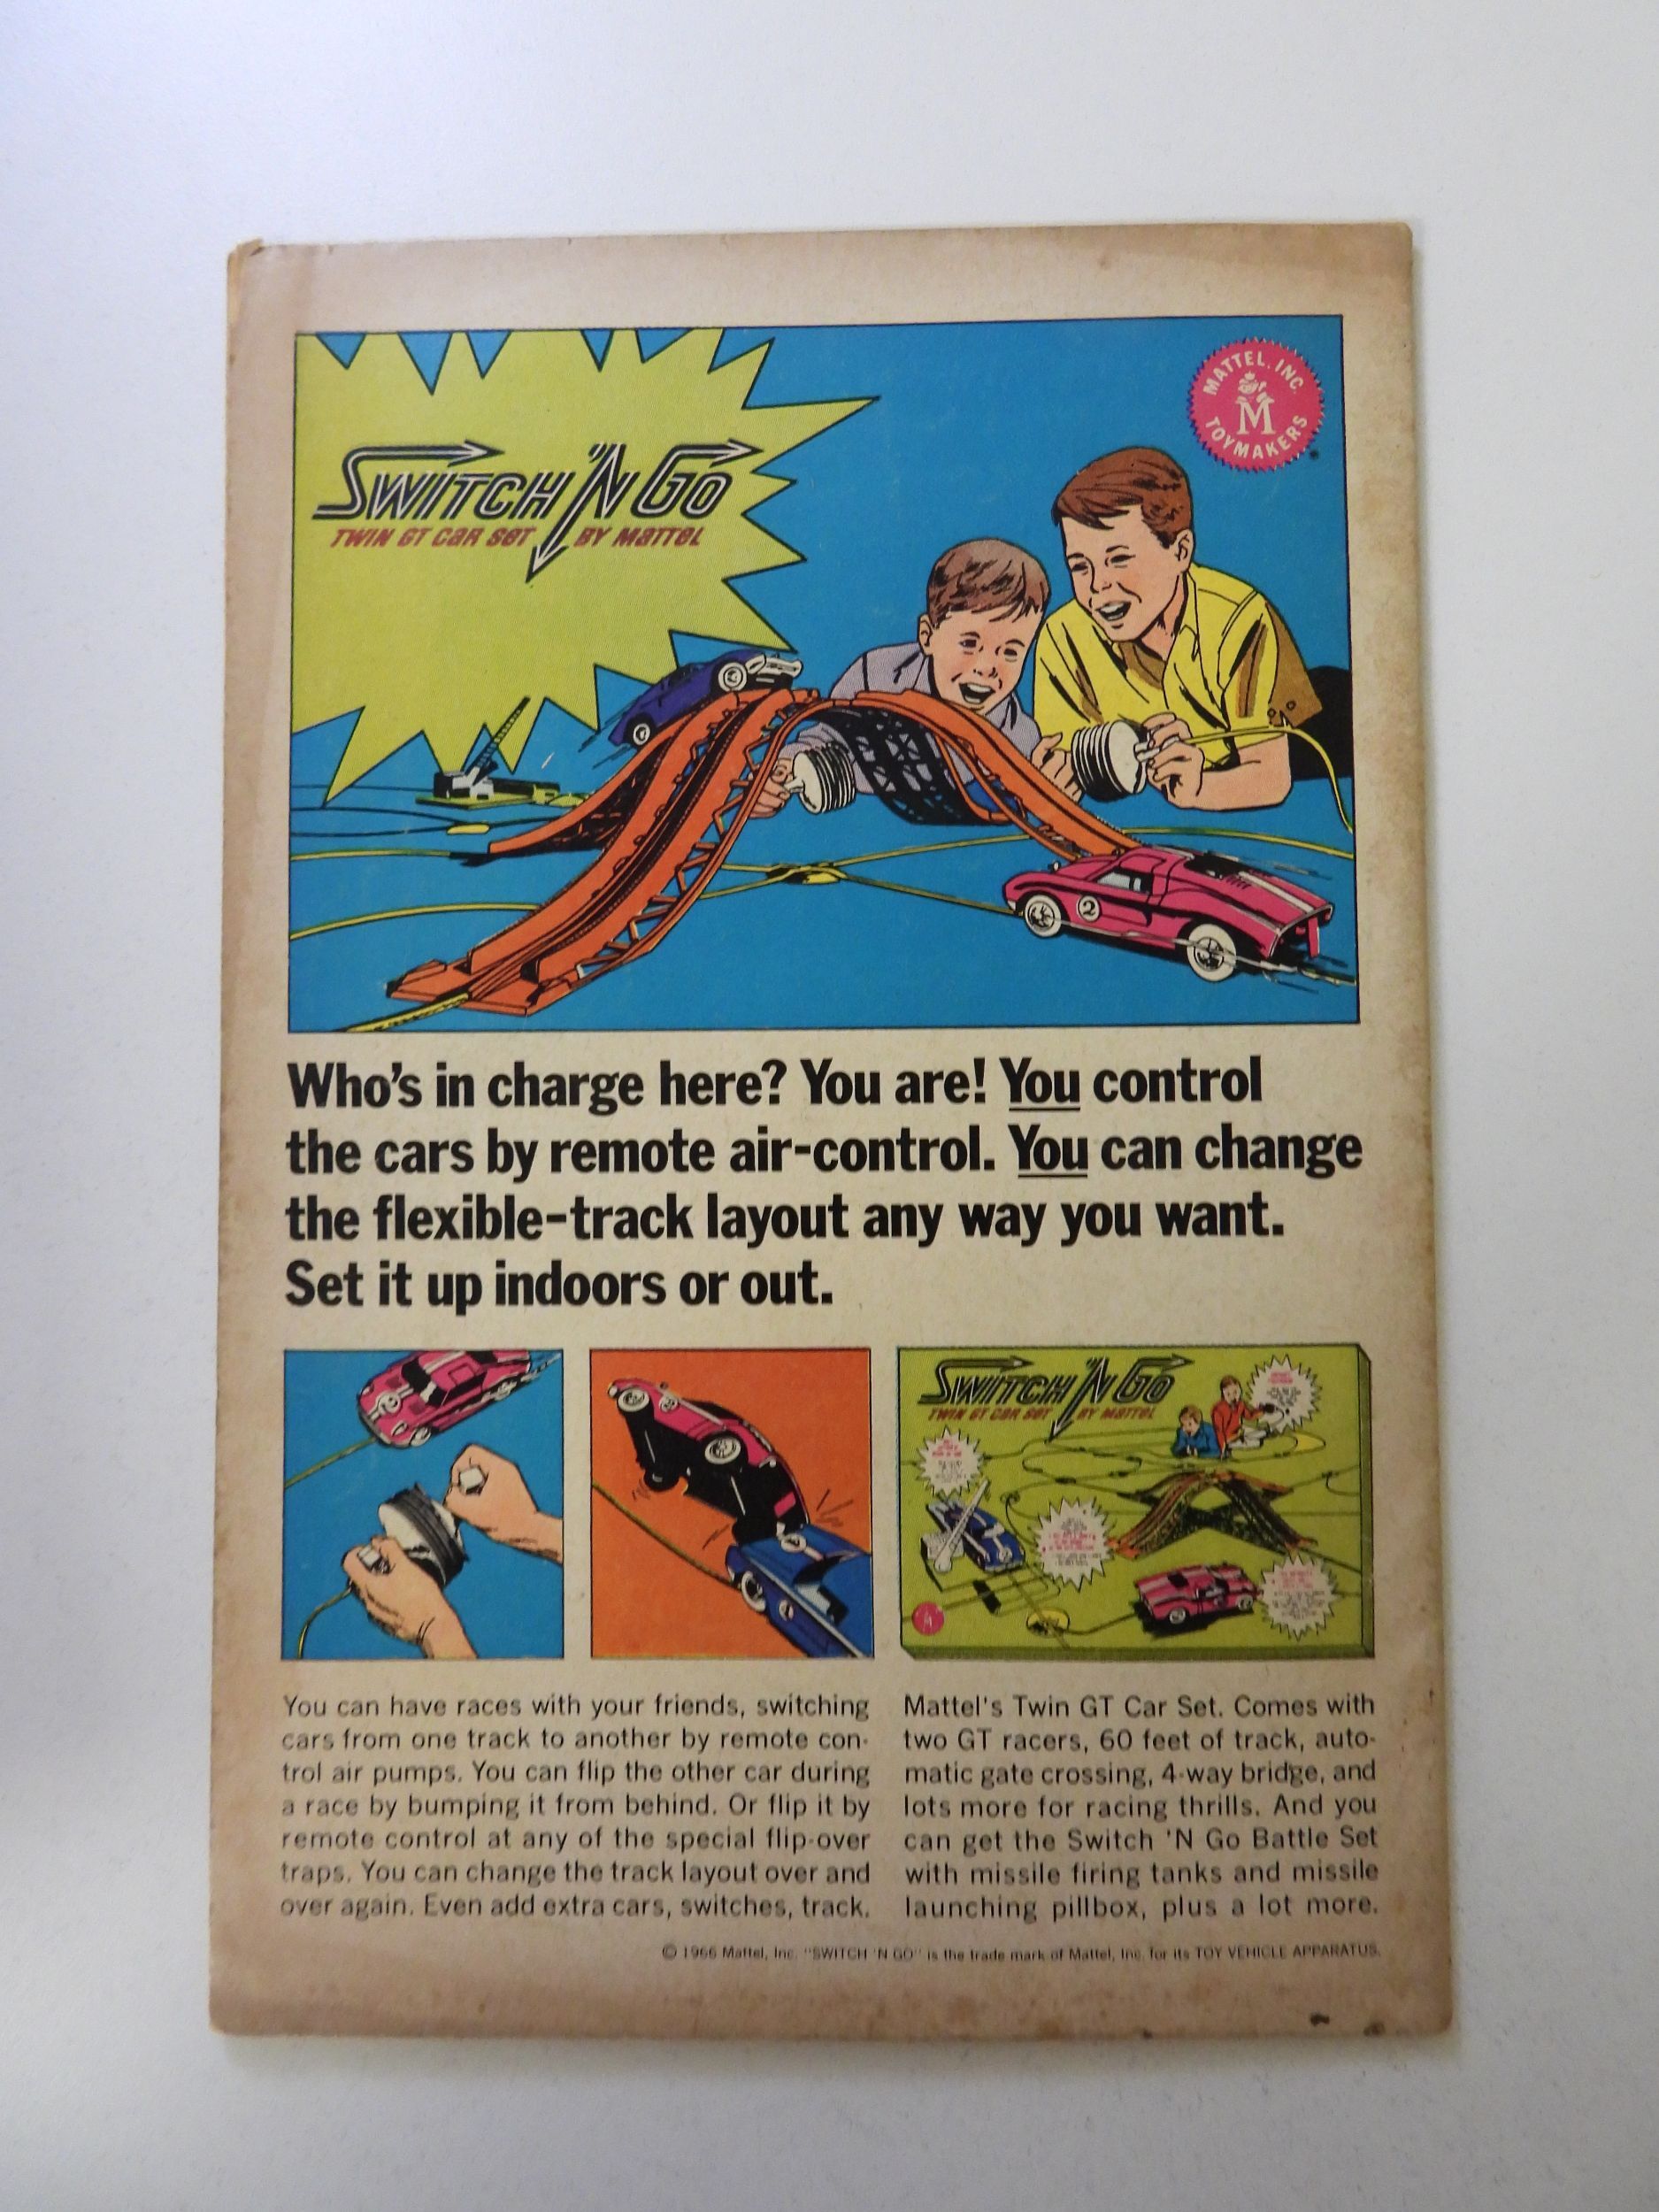 MATTEL, INC.
M
TOYMAKERS
SWITCH 'N GO
TWIN GT CAR SET BY MATTEL
2
Who's in charge here? You are! You control
the cars by remote air-control. You can change
the flexible-track layout any way you want.
Set it up indoors or out.
SWITCH 'N GO
TWIN GT CAR SET BY MATTEL
You can have races with your friends, switching
cars from one track to another by remote con-
trol air pumps. You can flip the other car during
a race by bumping it from behind. Or flip it by
remote control at any of the special flip-over
traps. You can change the track layout over and
over again. Even add extra cars, switches, track.
Mattel's Twin GT Car Set. Comes with
two GT racers, 60 feet of track, auto-
matic gate crossing, 4-way bridge, and
lots more for racing thrills. And you
can get the Switch 'N Go Battle Set
with missile firing tanks and missile
launching pillbox, plus a lot more.
© 1966 Mattel, Inc. "SWITCH 'N GO" is the trade mark of Mattel, Inc. for its TOY VEHICLE APPARATUS.